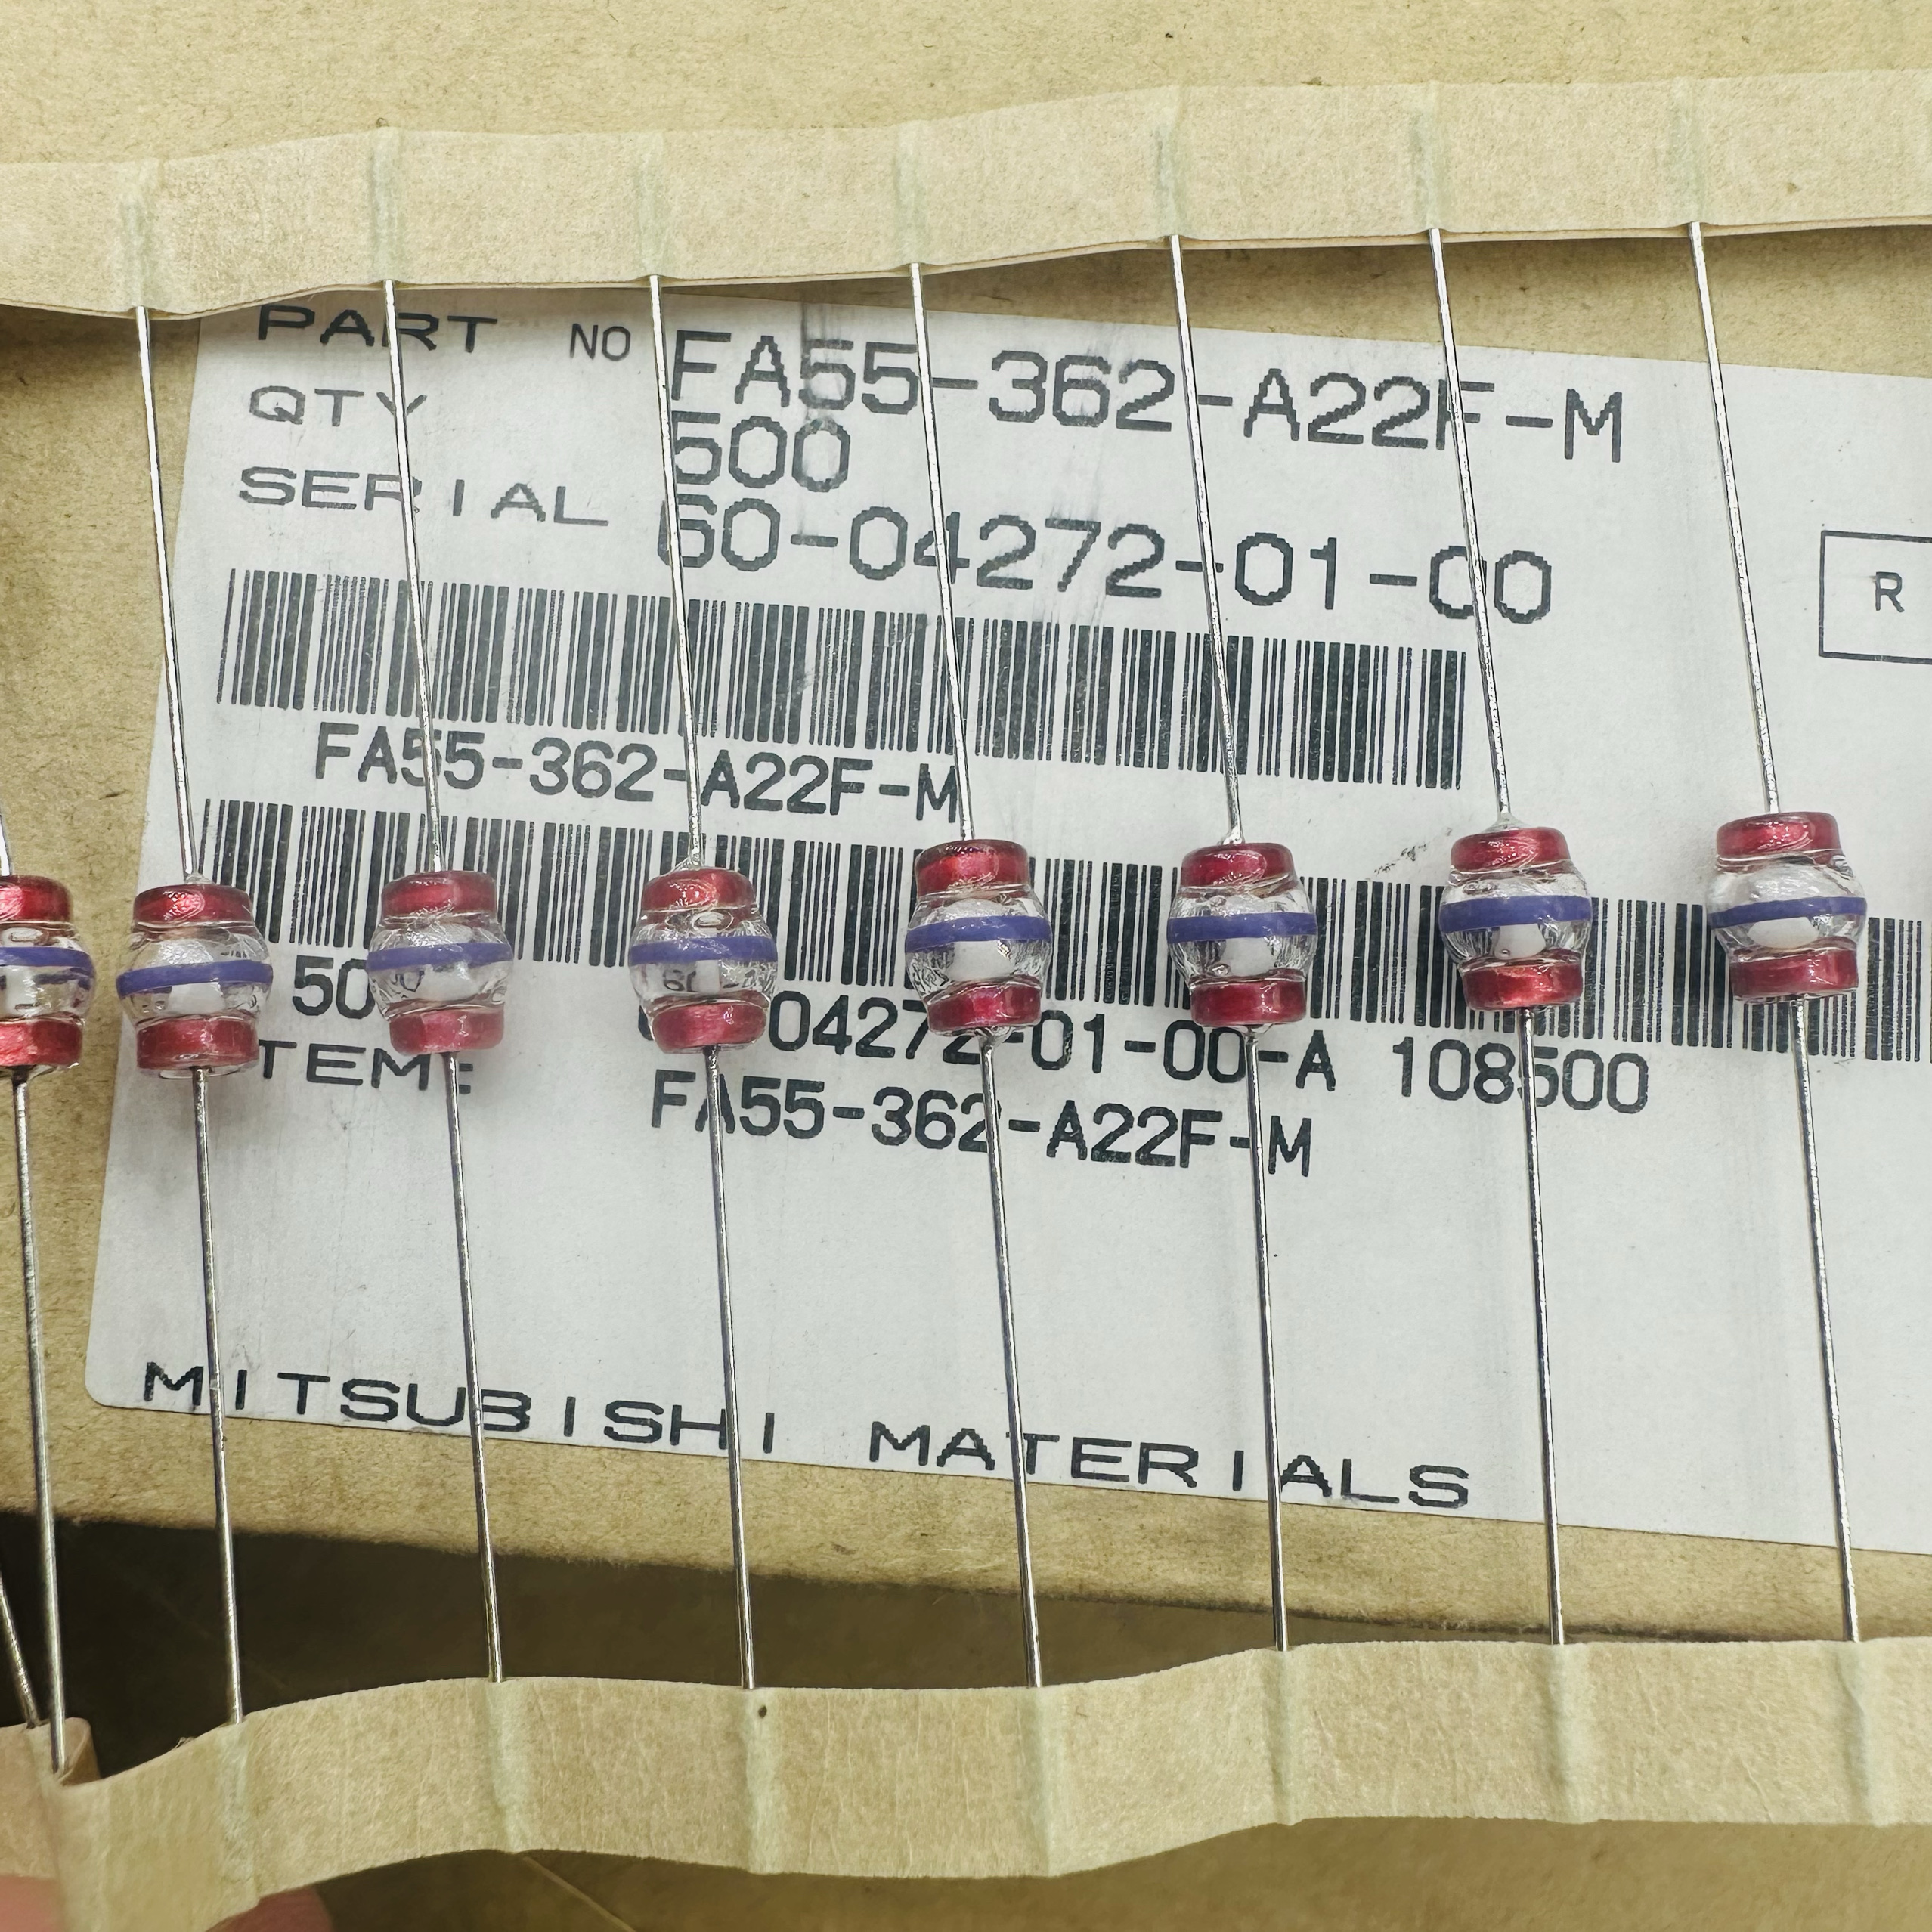 PART NO FA55-362-A22F-M
QTY 500
SERIAL 60-04272-01-00
R
FA55-362-A22F-M
04272-01-00-A 108500
TEM: FA55-362-A22F-M
MITSUBISHI MATERIALS